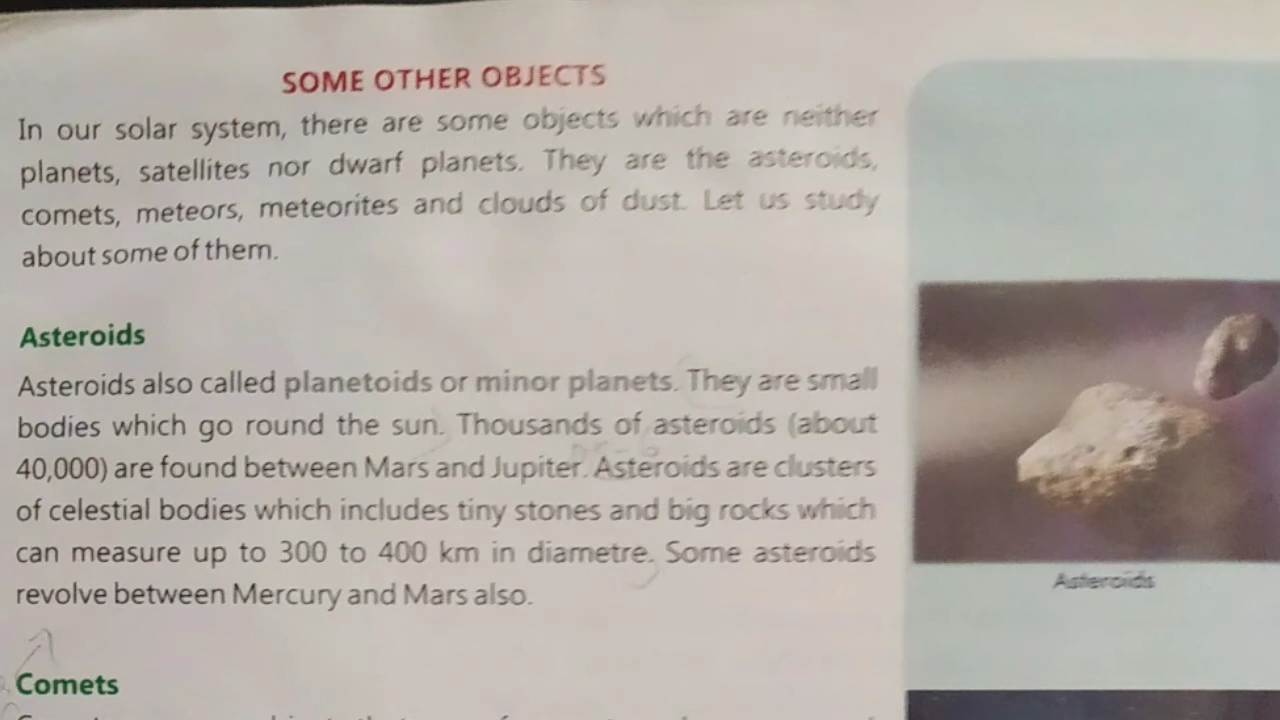 SOME OTHER OBJECTS
In our solar system, there are some objects which are neither
planets, satellites nor dwarf planets. They are the asteroids,
comets, meteors, meteorites and clouds of dust. Let us study
about some of them.
Asteroids
Asteroids also called planetoids or minor planets. They are small
bodies which go round the sun. Thousands of asteroids (about
40,000) are found between Mars and Jupiter. Asteroids are clusters
of celestial bodies which includes tiny stones and big rocks which
can measure up to 300 to 400 km in diametre. Some asteroids
revolve between Mercury and Mars also.
Asteroids
Comets